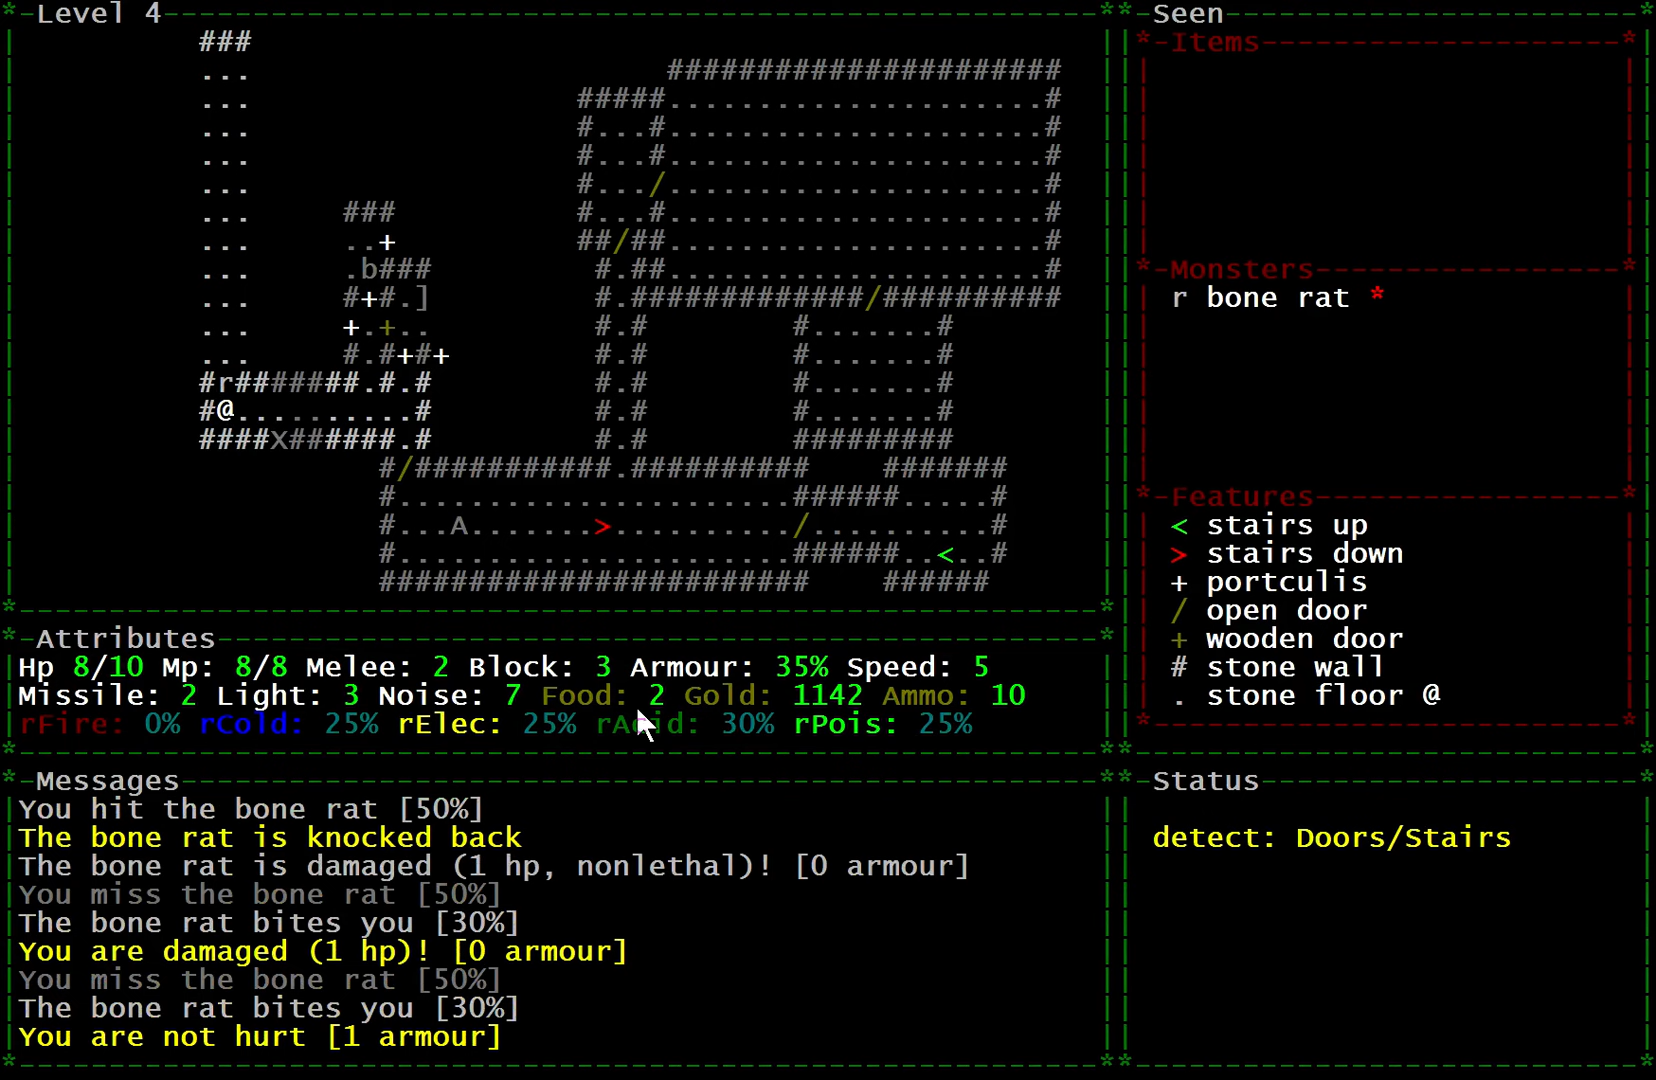 Level 4
###
...
######################
...
#####.....................#
...
#...#.....................#
...
#...#.....................#
...
#.../.....................#
...
###
#...#.....................#
...
..+
##/##.....................#
...
.b###
#.##.....................#
...
#+#.]
#.#############/##########
...
+.+..
#.#
#.......#
...
#.#+#+
#.#
#.......#
#r#######.#.#
#.#
#.......#
#@..........#
#.#
#.......#
####x######.#
#.#
#########
#/###########.##########
#######
#......................######.....#
#...A.......>........../..........#
#......................######..<..#
########################
######
Attributes
Hp 8/10 Mp: 8/8 Melee: 2 Block: 3 Armour: 35% Speed: 5
Missile: 2 Light: 3 Noise: 7 Food: 2 Gold: 1142 Ammo: 10
rFire: 0% rCold: 25% rElec: 25% rAcid: 30% rPois: 25%
Messages
You hit the bone rat [50%]
The bone rat is knocked back
The bone rat is damaged (1 hp, nonlethal)! [0 armour]
You miss the bone rat [50%]
The bone rat bites you [30%]
You are damaged (1 hp)! [0 armour]
You miss the bone rat [50%]
The bone rat bites you [30%]
You are not hurt [1 armour]
Seen
Items
Monsters
r bone rat *
Features
< stairs up
> stairs down
+ portculis
/ open door
+ wooden door
# stone wall
. stone floor @
Status
detect: Doors/Stairs